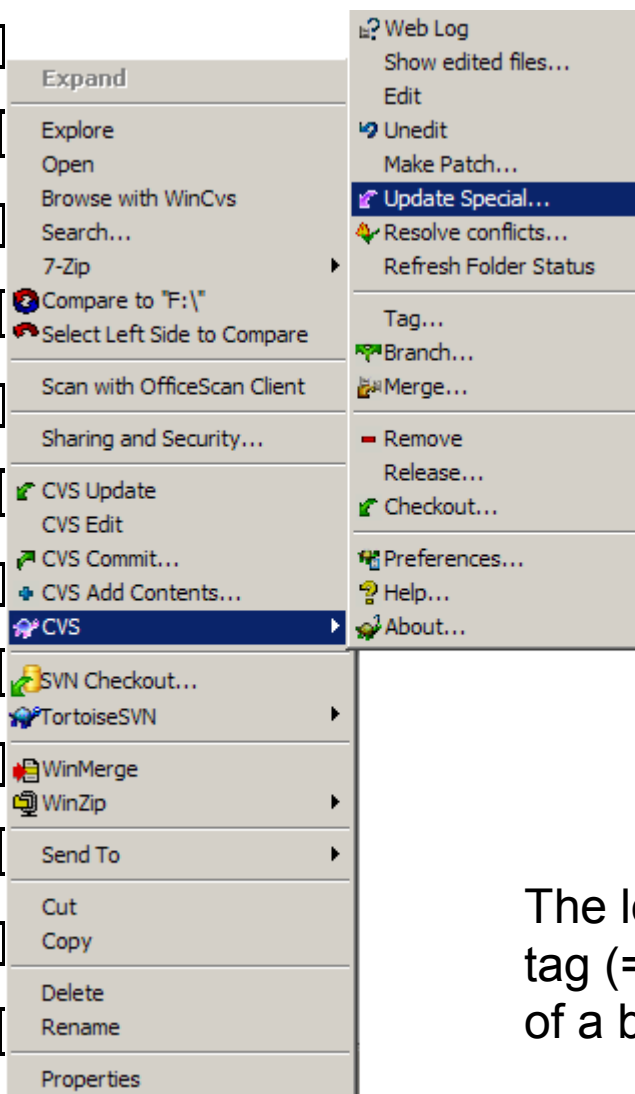 Expand
Explore
Open
Browse with WinCvs
Search...
7-Zip
Compare to "F:\"
Select Left Side to Compare
Scan with OfficeScan Client
Sharing and Security...
CVS Update
CVS Edit
CVS Commit...
CVS Add Contents...
CVS
SVN Checkout...
TortoiseSVN
WinMerge
WinZip
Send To
Cut
Copy
Delete
Rename
Properties
Web Log
Show edited files...
Edit
Unedit
Make Patch...
Update Special...
Resolve conflicts...
Refresh Folder Status
Tag...
Branch...
Merge...
Remove
Release...
Checkout...
Preferences...
Help...
About...
The
tag (=
of a